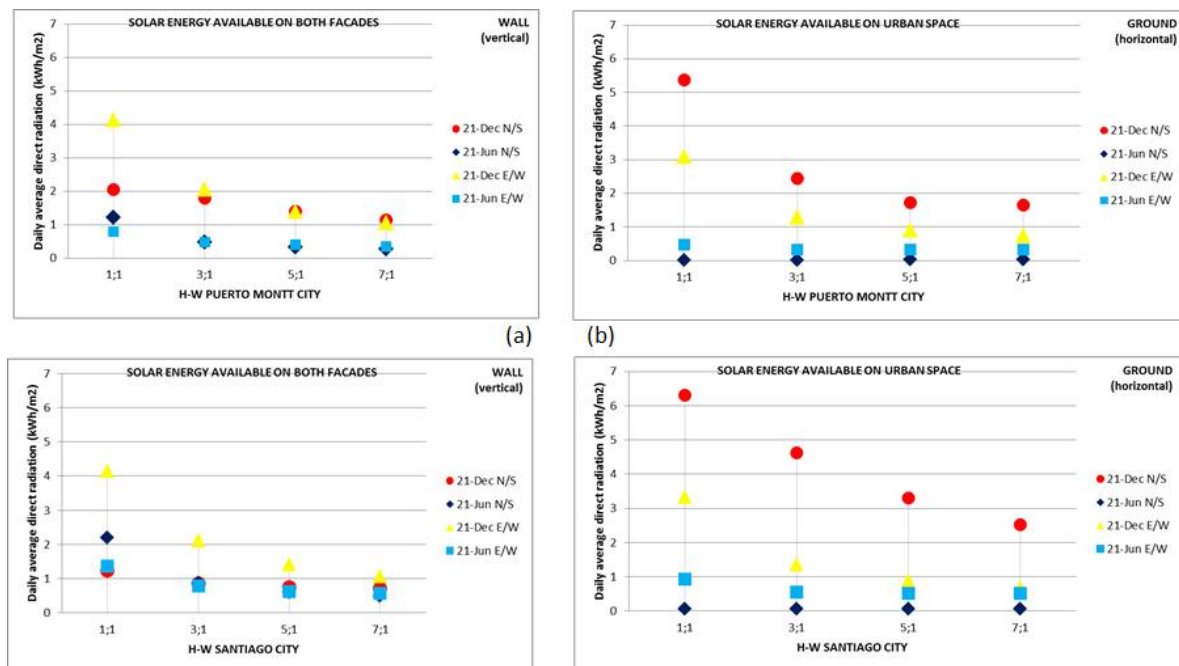 SOLAR ENERGY AVAILABLE ON BOTH FACADES
WALL
(vertical)
Daily average direct radiation (kWh/m2)
7
6
5
4
3
2
1
0
1;1 3;1 5;1 7;1
H-W PUERTO MONTT CITY
21-Dec N/S
21-Jun N/S
21-Dec E/W
21-Jun E/W
SOLAR ENERGY AVAILABLE ON URBAN SPACE
GROUND
(horizontal)
Daily average direct radiation (kWh/m2)
7
6
5
4
3
2
1
0
1;1 3;1 5;1 7;1
H-W PUERTO MONTT CITY
21-Dec N/S
21-Jun N/S
21-Dec E/W
21-Jun E/W
(a) (b)
SOLAR ENERGY AVAILABLE ON BOTH FACADES
WALL
(vertical)
Daily average direct radiation (kWh/m2)
7
6
5
4
3
2
1
0
1;1 3;1 5;1 7;1
H-W SANTIAGO CITY
21-Dec N/S
21-Jun N/S
21-Dec E/W
21-Jun E/W
SOLAR ENERGY AVAILABLE ON URBAN SPACE
GROUND
(horizontal)
Daily average direct radiation (kWh/m2)
7
6
5
4
3
2
1
0
1;1 3;1 5;1 7;1
H-W SANTIAGO CITY
21-Dec N/S
21-Jun N/S
21-Dec E/W
21-Jun E/W